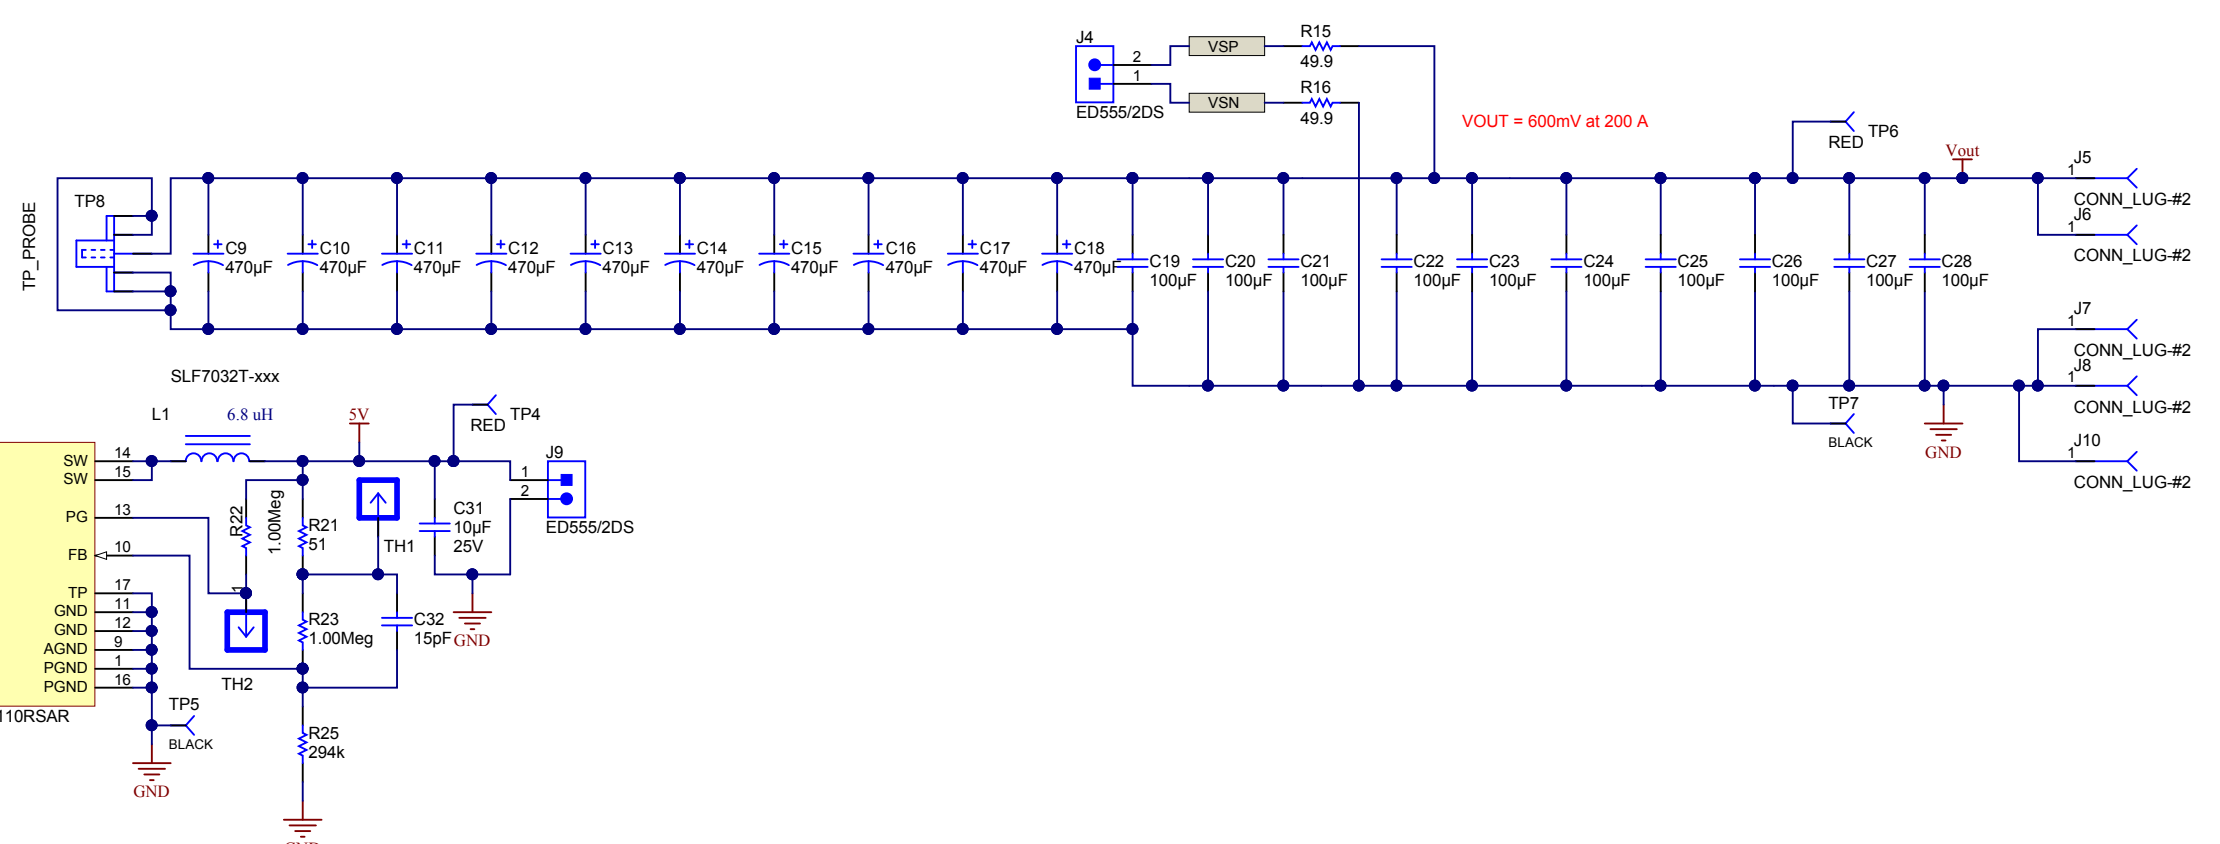 J4
2
1
ED555/2DS
VSP
VSN
R15
49.9
R16
49.9
VOUT = 600mV at 200 A
TP6
RED
Vout
J5
1
CONN_LUG-#2
J6
1
CONN_LUG-#2
TP_PROBE
TP8
+ C9
470µF
+ C10
470µF
+ C11
470µF
+ C12
470µF
+ C13
470µF
+ C14
470µF
+ C15
470µF
+ C16
470µF
+ C17
470µF
+ C18
470µF
C19
100µF
C20
100µF
C21
100µF
C22
100µF
C23
100µF
C24
100µF
C25
100µF
C26
100µF
C27
100µF
C28
100µF
J7
1
CONN_LUG-#2
J8
1
CONN_LUG-#2
TP7
BLACK
GND
J10
1
CONN_LUG-#2
SLF7032T-xxx
L1
6.8 uH
5V
TP4
RED
J9
1
2
ED555/2DS
SW 14
SW 15
PG 13
FB 10
TP 17
GND 11
GND 12
AGND 9
PGND 1
PGND 16
110RSAR
R22
1.00Meg
R21
51
TH1
C31
10µF
25V
1
TH2
R23
1.00Meg
C32
15pF
GND
TP5
BLACK
GND
R25
294k